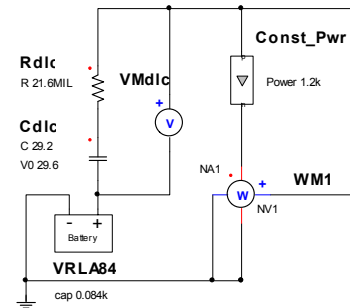 Rdlc
R 21.6MIL
Cdlc
C 29.2
V0 29.6
VMdlc
+
V
Const_Pwr
Power 1.2k
NA1
W
+
NV1
WM1
- +
Battery
VRLA84
cap 0.084k